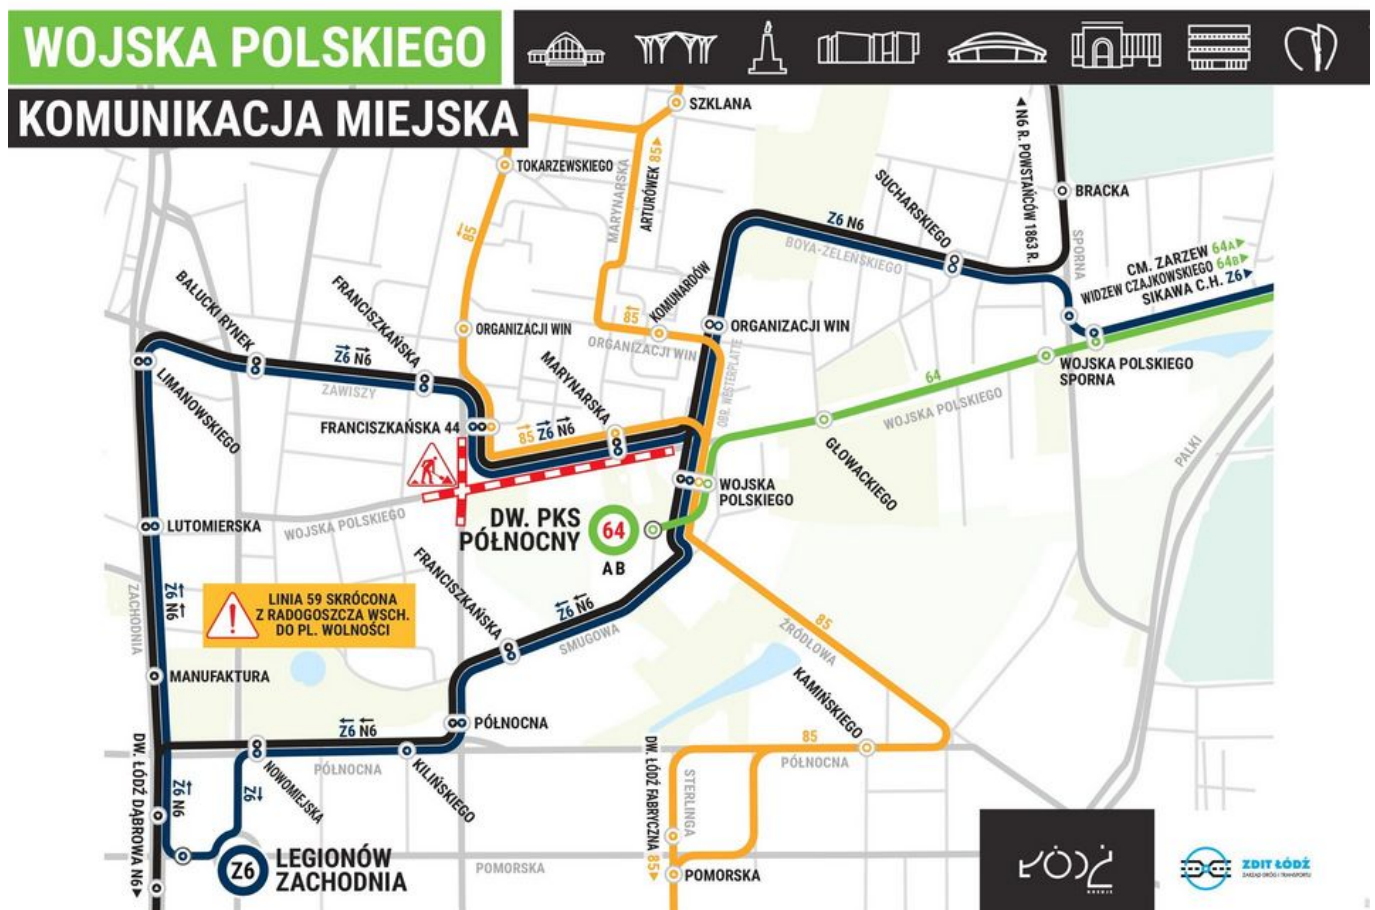 WOJSKA POLSKIEGO
KOMUNIKACJA MIEJSKA
SZKLANA
TOKARZEWSKIEGO
MARYNARSKA
ARTURÓWEK 85
85
SUCHARSKIEGO
N6 R. POWSTAŃCÓW 1863 R.
BRACKA
SPORNA
Z6 N6
BOYA-ŻELEŃSKIEGO
CM. ZARZEW 64A
WIDZEW CZAJKOWSKIEGO 64B
SIKAWA C.H. Z6
BAŁUCKI RYNEK
FRANCISZKAŃSKA
KOMUNARDÓW
85
ORGANIZACJI WIN
ORGANIZACJI WIN
ORGANIZACJI WIN
Z6 N6
ZAWISZY
MARYNARSKA
OBR. WESTERPLATTE
LIMANOWSKIEGO
64
WOJSKA POLSKIEGO
SPORNA
WOJSKA POLSKIEGO
FRANCISZKAŃSKA 44
85 Z6 N6
GŁOWACKIEGO
PALKI
WOJSKA
POLSKIEGO
LUTOMIERSKA
WOJSKA POLSKIEGO
DW. PKS
PÓŁNOCNY
64
A B
FRANCISZKAŃSKA
ZACHODNIA
Z6 N6
LINIA 59 SKRÓCONA
Z RADOGOSZCZA WSCH.
DO PL. WOLNOŚCI
Z6 N6
SMUGOWA
85
ŹRÓDŁOWA
MANUFAKTURA
KAMIŃSKIEGO
PÓŁNOCNA
Z6 N6
PÓŁNOCNA
85
PÓŁNOCNA
DW. ŁÓDŹ DĄBROWA N6
Z6 N6
Z6
NOWOMIEJSKA
KILIŃSKIEGO
DW. ŁÓDŹ FABRYCZNA 85
STERLINGA
Z6
LEGIONÓW
ZACHODNIA
POMORSKA
POMORSKA
ŁÓDŹ
KREUJE
ZDIT ŁÓDŹ
ZARZĄD DRÓG I TRANSPORTU